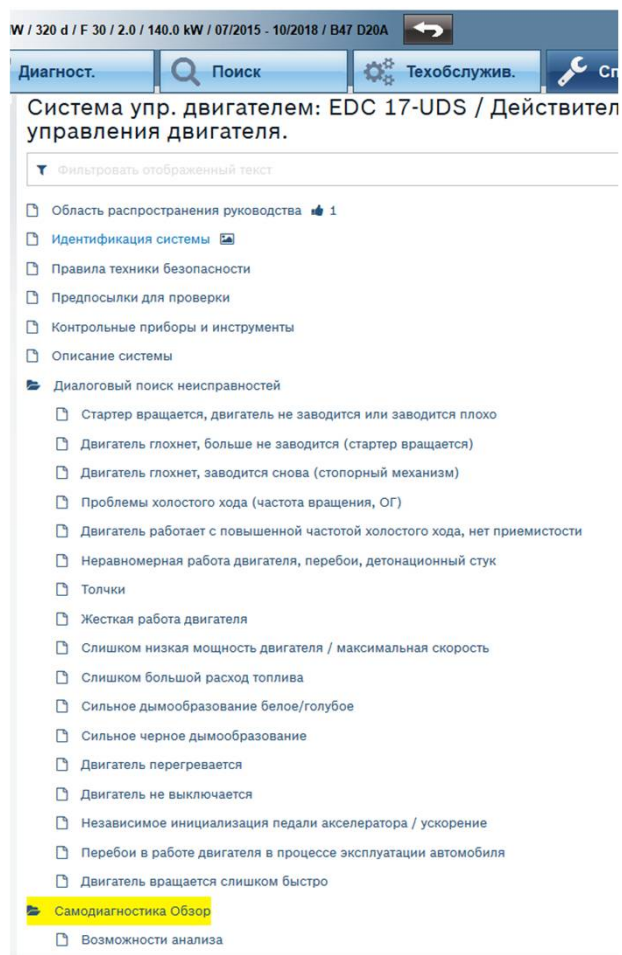 W / 320 d / F 30 / 2.0 / 140.0 kW / 07/2015 - 10/2018 / B47 D20A
Диагност.
Поиск
Техобслужив.
Сп
Система упр. двигателем: EDC 17-UDS / Действител
управления двигателя.
Фильтровать отображенный текст
Область распространения руководства 1
Идентификация системы
Правила техники безопасности
Предпосылки для проверки
Контрольные приборы и инструменты
Описание системы
Диалоговый поиск неисправностей
Стартер вращается, двигатель не заводится или заводится плохо
Двигатель глохнет, больше не заводится (стартер вращается)
Двигатель глохнет, заводится снова (стопорный механизм)
Проблемы холостого хода (частота вращения, ОГ)
Двигатель работает с повышенной частотой холостого хода, нет приемистости
Неравномерная работа двигателя, перебои, детонационный стук
Толчки
Жесткая работа двигателя
Слишком низкая мощность двигателя / максимальная скорость
Слишком большой расход топлива
Сильное дымообразование белое/голубое
Сильное черное дымообразование
Двигатель перегревается
Двигатель не выключается
Независимое инициализация педали акселератора / ускорение
Перебои в работе двигателя в процессе эксплуатации автомобиля
Двигатель вращается слишком быстро
Самодиагностика Обзор
Возможности анализа